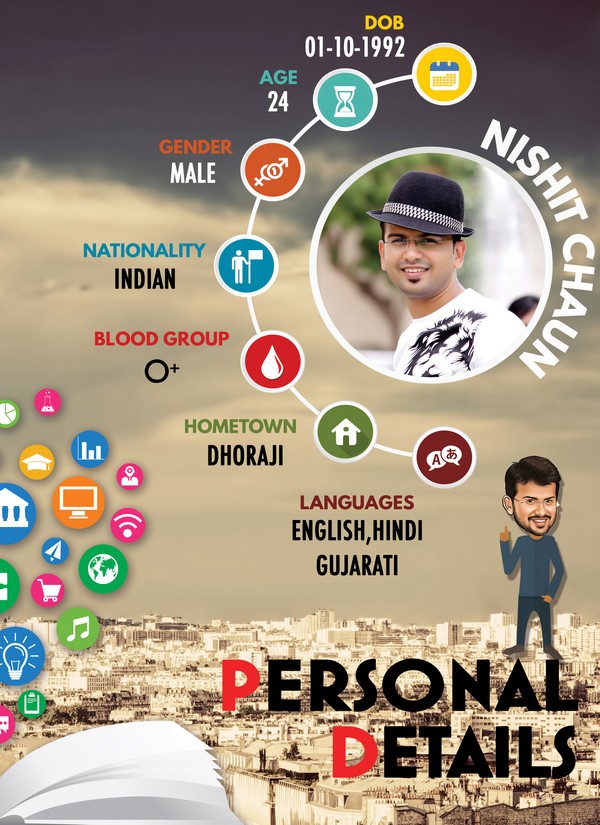 DOB
01-10-1992
AGE
24
GENDER
MALE
NATIONALITY
INDIAN
BLOOD GROUP
O+
HOMETOWN
DHORAJI
LANGUAGES
ENGLISH,HINDI
GUJARATI
NISHIT CHAUN
PERSONAL
DETAILS